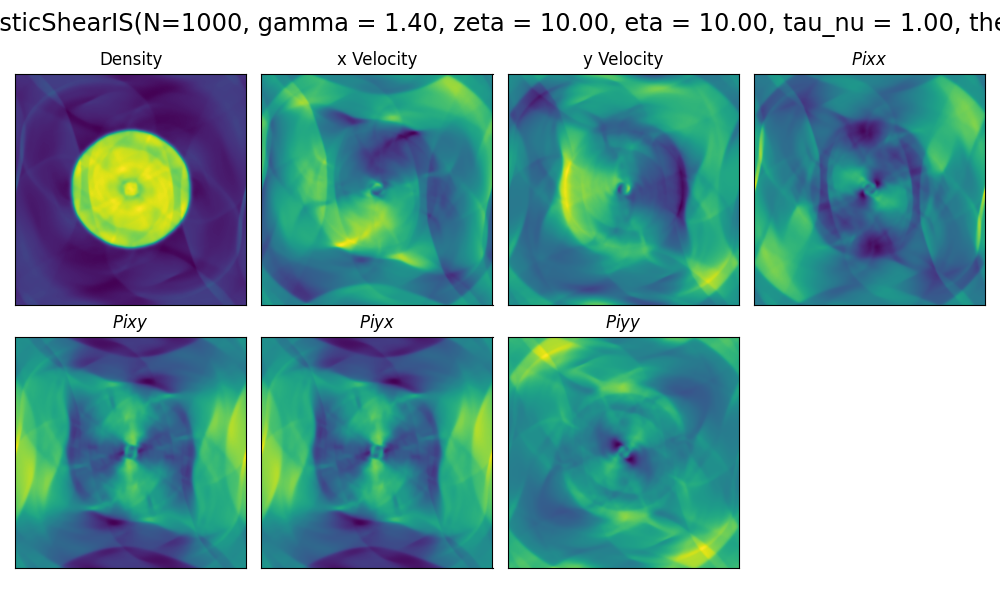 sticShearIS(N=1000, gamma = 1.40, zeta = 10.00, eta = 10.00, tau_nu = 1.00, the
Density
x Velocity
y Velocity
Pixx
Pixy
Piyx
Piyy